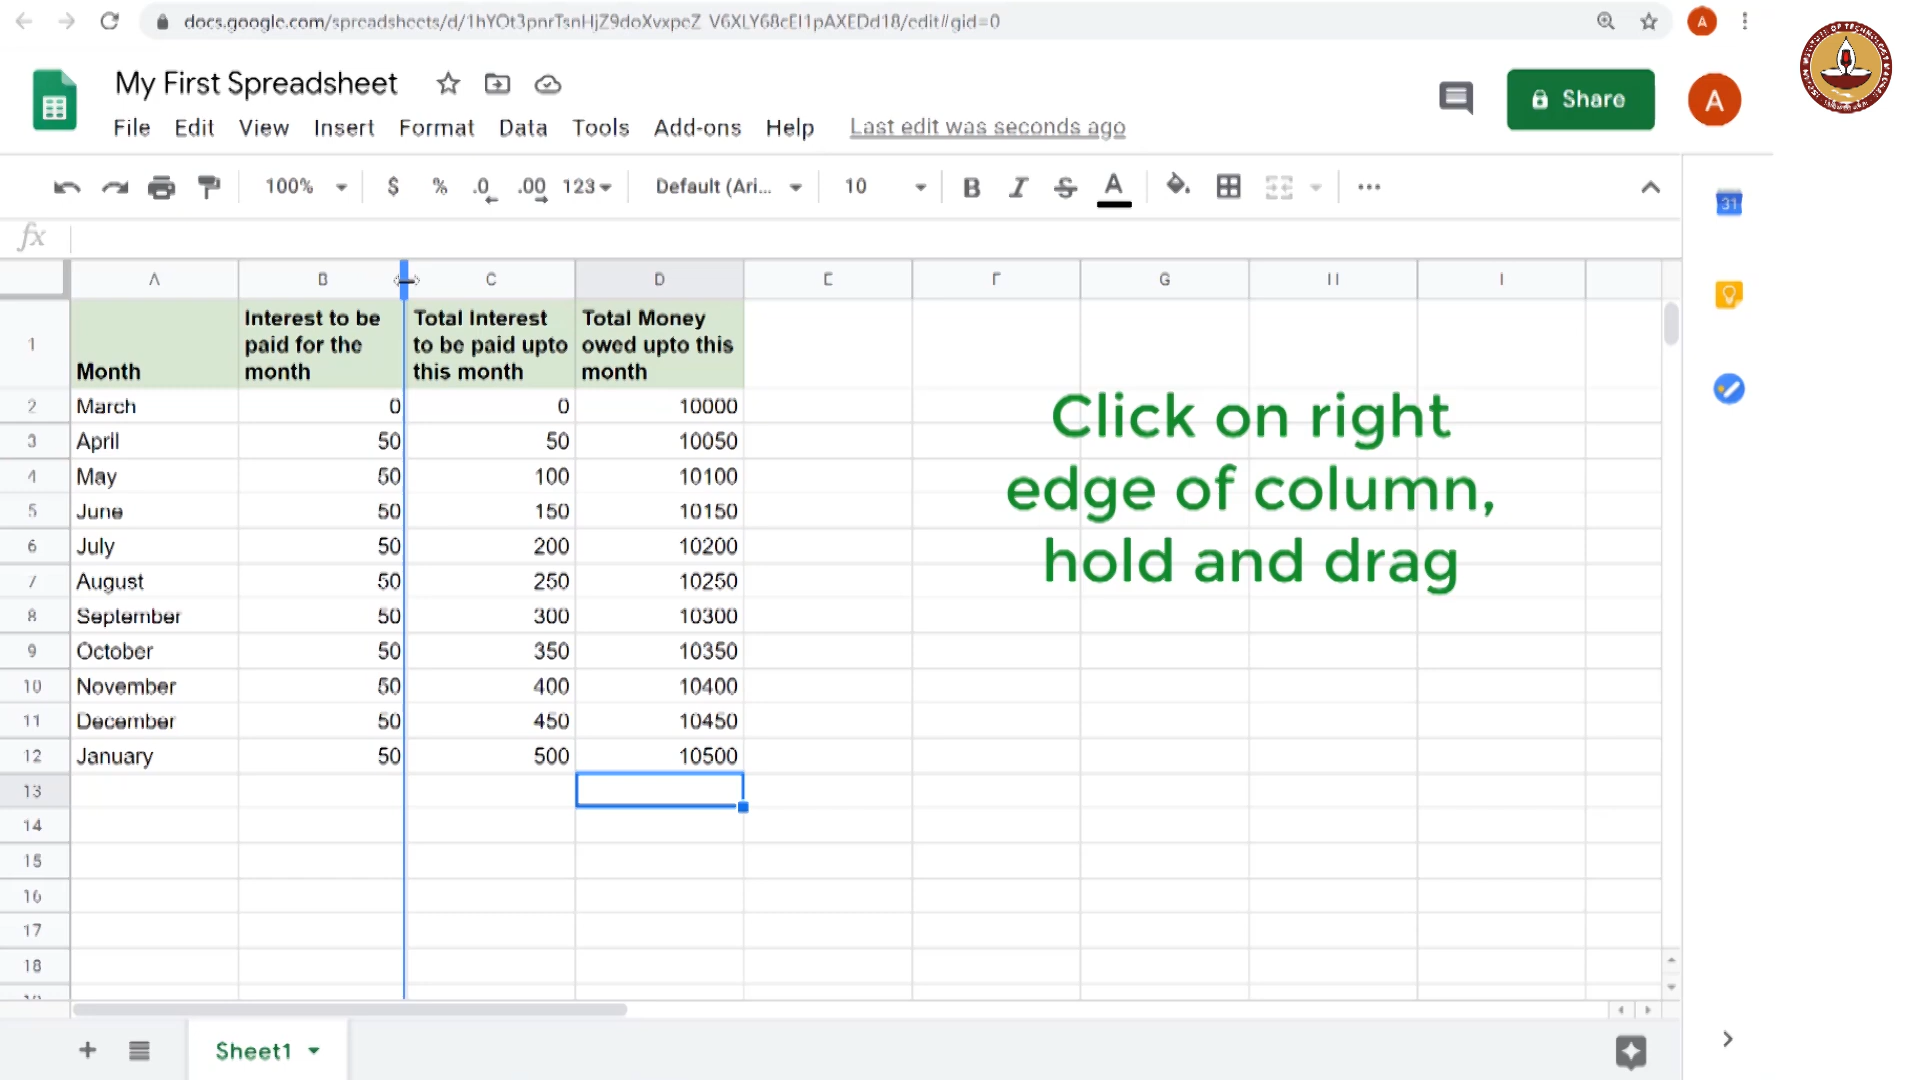 docs.google.com/spreadsheets/d/
/edit#gid=0
My First Spreadsheet
File Edit View Insert Format Data Tools Add-ons Help Last edit was seconds ago
Share
A
A
100% $ % .0 .00 123 Default (Ari... 10 B I S A
31
fx
A B C D E F G H I
1 Month Interest to be paid for the month Total Interest to be paid upto this month Total Money owed upto this month
2 March 0 0 10000
3 April 50 50 10050
4 May 50 100 10100
5 June 50 150 10150
6 July 50 200 10200
7 August 50 250 10250
8 September 50 300 10300
9 October 50 350 10350
10 November 50 400 10400
11 December 50 450 10450
12 January 50 500 10500
13
14
15
16
17
18
Click on right
edge of column,
hold and drag
Sheet1